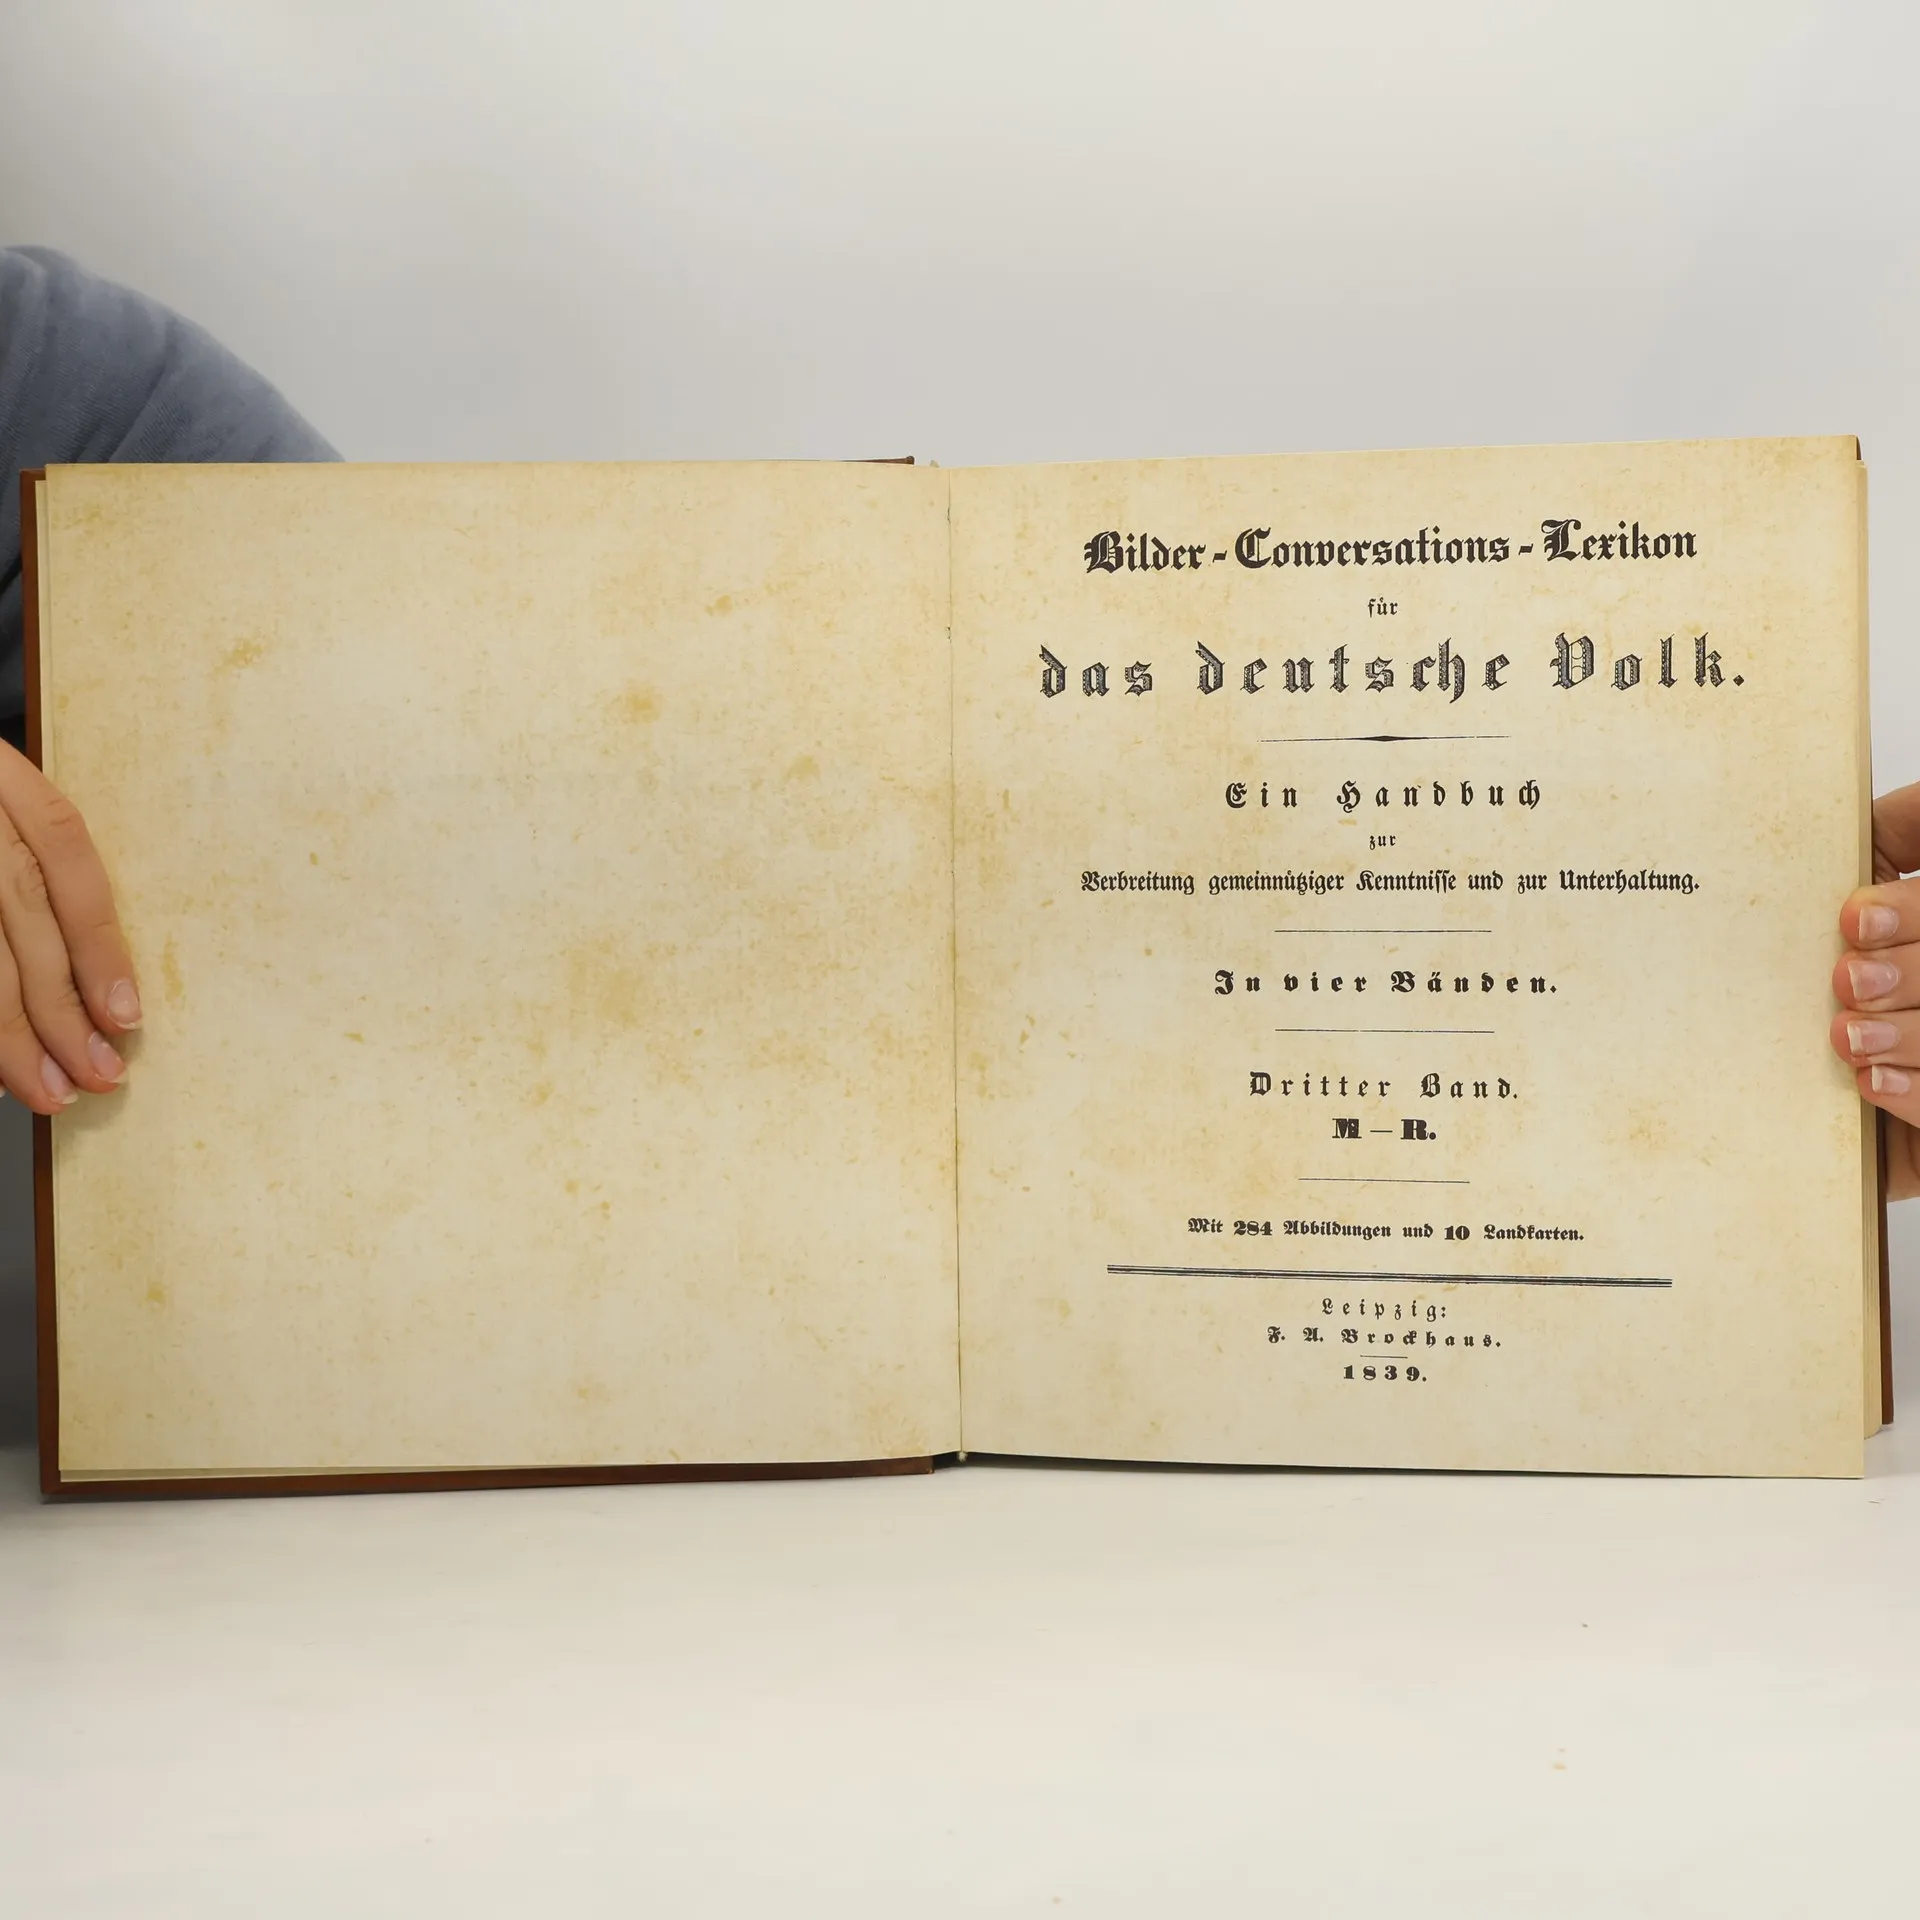 Bilder-Conversations-Lexikon
für
das deutsche Volk.
Ein Handbuch
zur
Verbreitung gemeinnütziger Kenntnisse und zur Unterhaltung.
In vier Bänden.
Dritter Band.
M — R.
Mit 284 Abbildungen und 10 Landkarten.
Leipzig:
F. A. Brockhaus.
1839.